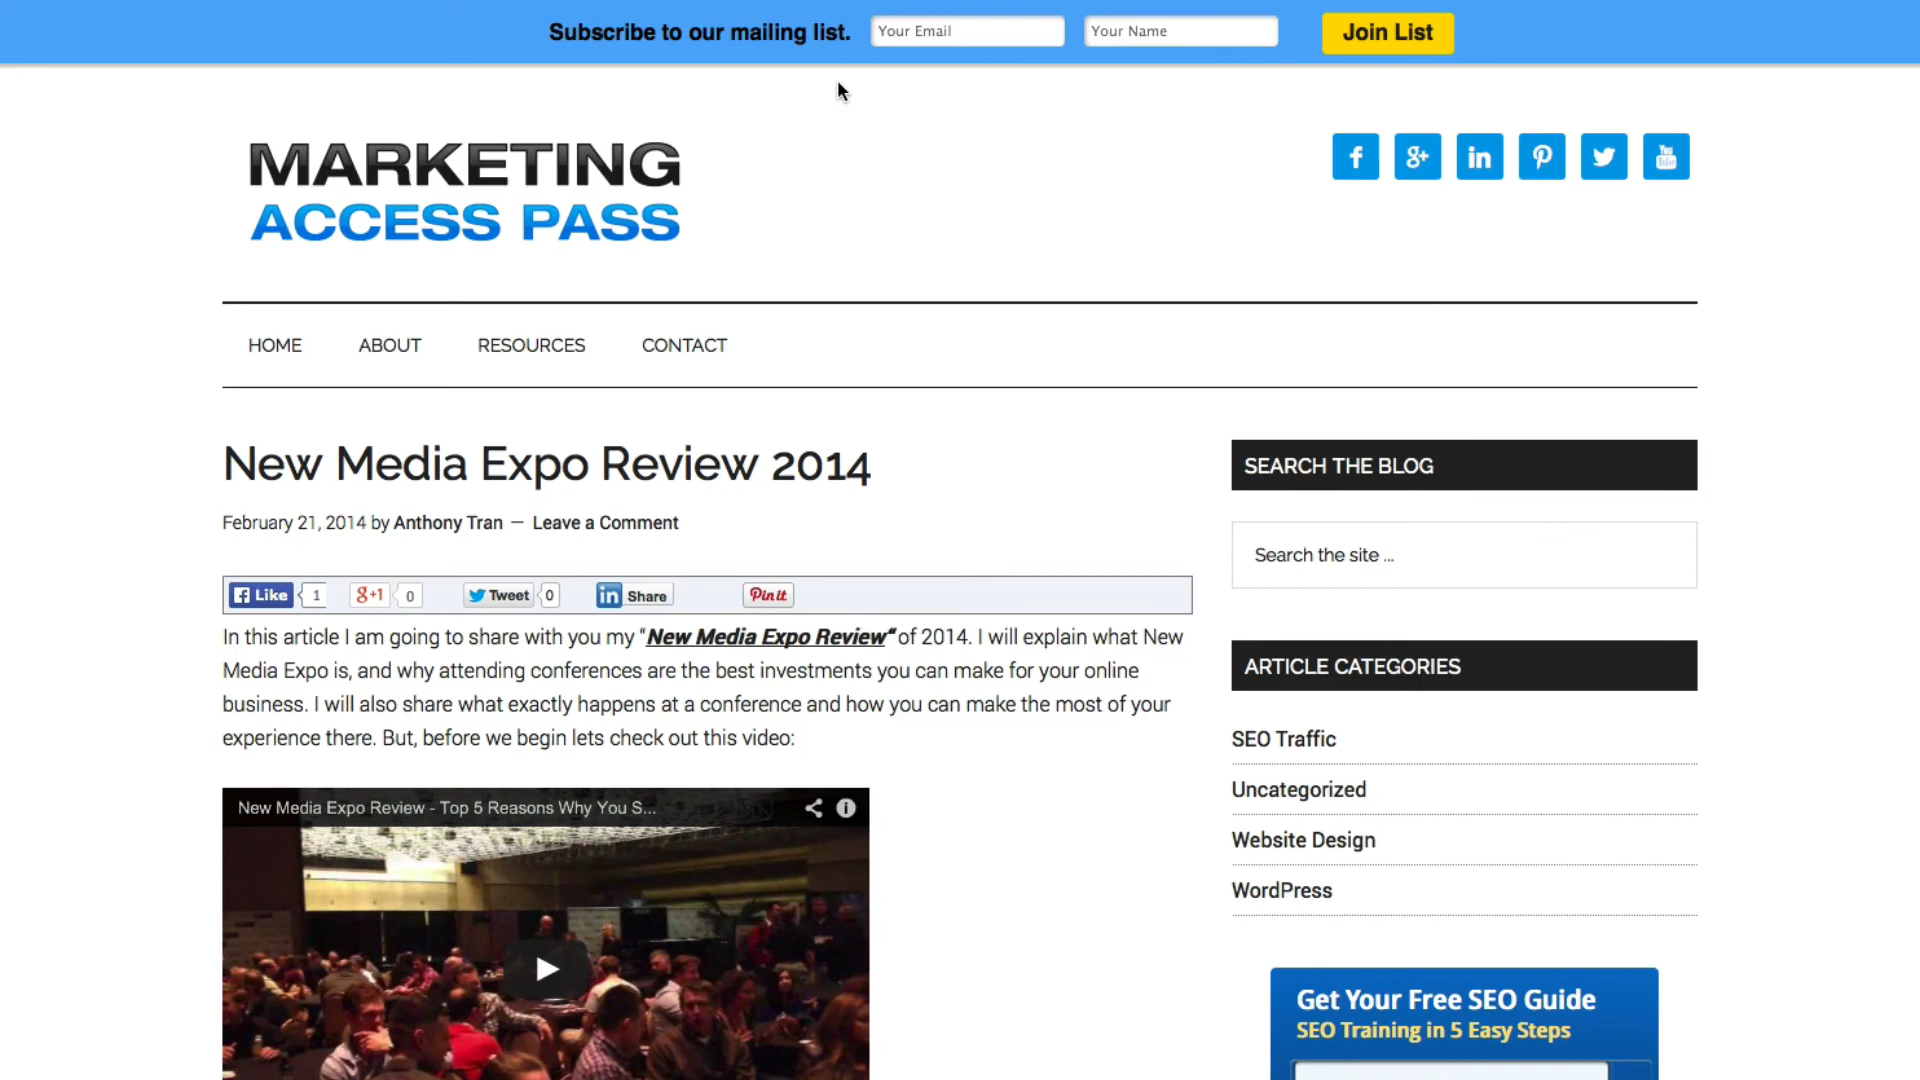 Subscribe to our mailing list. Your Email Your Name Join List
MARKETING
ACCESS PASS
HOME ABOUT RESOURCES CONTACT
New Media Expo Review 2014
February 21, 2014 by Anthony Tran — Leave a Comment
Like 1 g+1 0 Tweet 0 in Share Pin it
In this article I am going to share with you my "New Media Expo Review“ of 2014. I will explain what New
Media Expo is, and why attending conferences are the best investments you can make for your online
business. I will also share what exactly happens at a conference and how you can make the most of your
experience there. But, before we begin lets check out this video:
New Media Expo Review - Top 5 Reasons Why You S...
SEARCH THE BLOG
Search the site ...
ARTICLE CATEGORIES
SEO Traffic
Uncategorized
Website Design
WordPress
Get Your Free SEO Guide
SEO Training in 5 Easy Steps